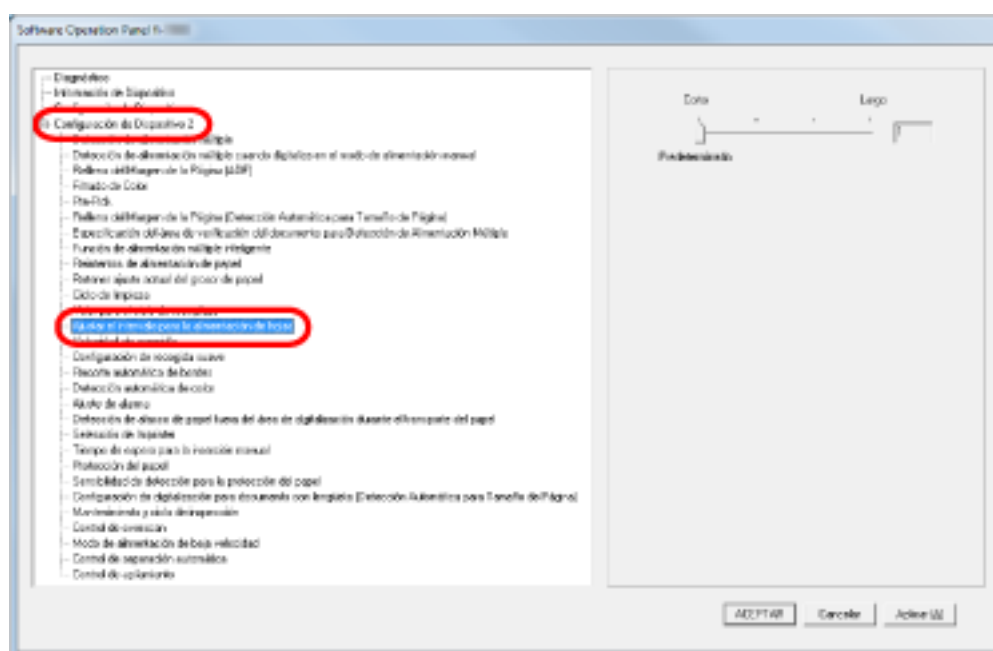 Software Operation Panel fi-
Diagnóstico
Información de Dispositivo
Configuración de Dispositivo 2
Detección de alimentación múltiple cuando digitaliza en el modo de alimentación manual
Relleno del Margen de la Página (ADF)
Filtrado de Color
Pre-Pick
Relleno del Margen de la Página (Detección Automática para Tamaño de Página)
Especificación del área de verificación del documento para Detección de Alimentación Múltiple
Función de alimentación múltiple inteligente
Reintentos de alimentación de papel
Retener ajuste actual del grosor de papel
Ciclo de limpieza
Ajustar el intervalo para la alimentación de hojas
Configuración de recogida suave
Recorte automático de bordes
Detección automática de color
Ajuste de alarma
Detección de atasco de papel fuera del área de digitalización durante el transporte del papel
Selección de Impresor
Tiempo de espera para la inserción manual
Protección del papel
Sensibilidad de detección para la protección del papel
Configuración de digitalización para documento con lengüeta (Detección Automática para Tamaño de Página)
Mantenimiento y ciclo de inspección
Control de overscan
Modo de alimentación de baja velocidad
Control de separación automática
Control de apilamiento
Corto Largo
Predeterminado
ACEPTAR Cancelar Aplicar (A)